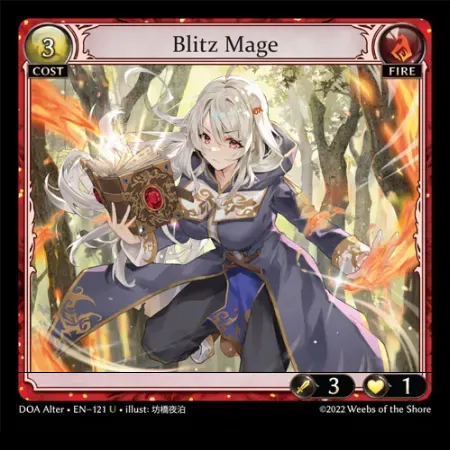 3
Blitz Mage
COST
FIRE
3
1
DOA Alter • EN-121 U • illust: 坊橋夜泊
©2022 Weebs of the Shore